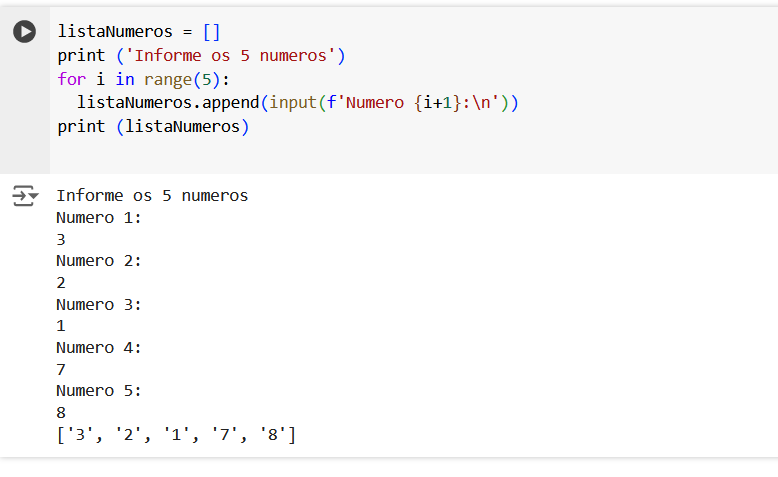 listaNumeros = []
print ('Informe os 5 numeros')
for i in range(5):
  listaNumeros.append(input(f'Numero {i+1}:\n'))
print (listaNumeros)
Informe os 5 numeros
Numero 1:
3
Numero 2:
2
Numero 3:
1
Numero 4:
7
Numero 5:
8
['3', '2', '1', '7', '8']